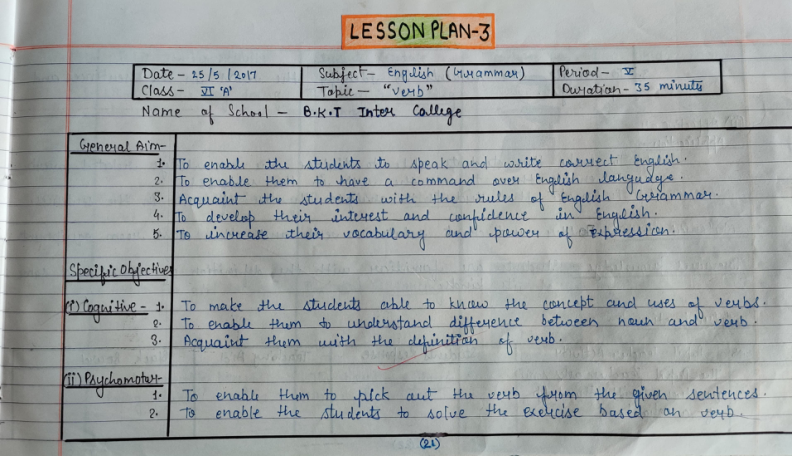 LESSON PLAN-3
Date - 25/5/2017 Subject - English (Grammar) Period - V
Class - VI 'A' Topic - "verb" Duration - 35 minutes
Name of School - B.K.T Inter College
General Aim-
1. To enable the students to speak and write correct English.
2. To enable them to have a command over English language.
3. Acquaint the students with the rules of English Grammar.
4. To develop their interest and confidence in English.
5. To increase their vocabulary and power of Expression.
Specific Objectives
(i) Cognitive - 1. To make the students able to know the concept and uses of verbs.
2. To enable them to understand difference between noun and verb.
3. Acquaint them with the definition of verb.
(ii) Psychomotor-
1. To enable them to pick out the verb from the given sentences.
2. To enable the students to solve the exercise based on verb.
(21)